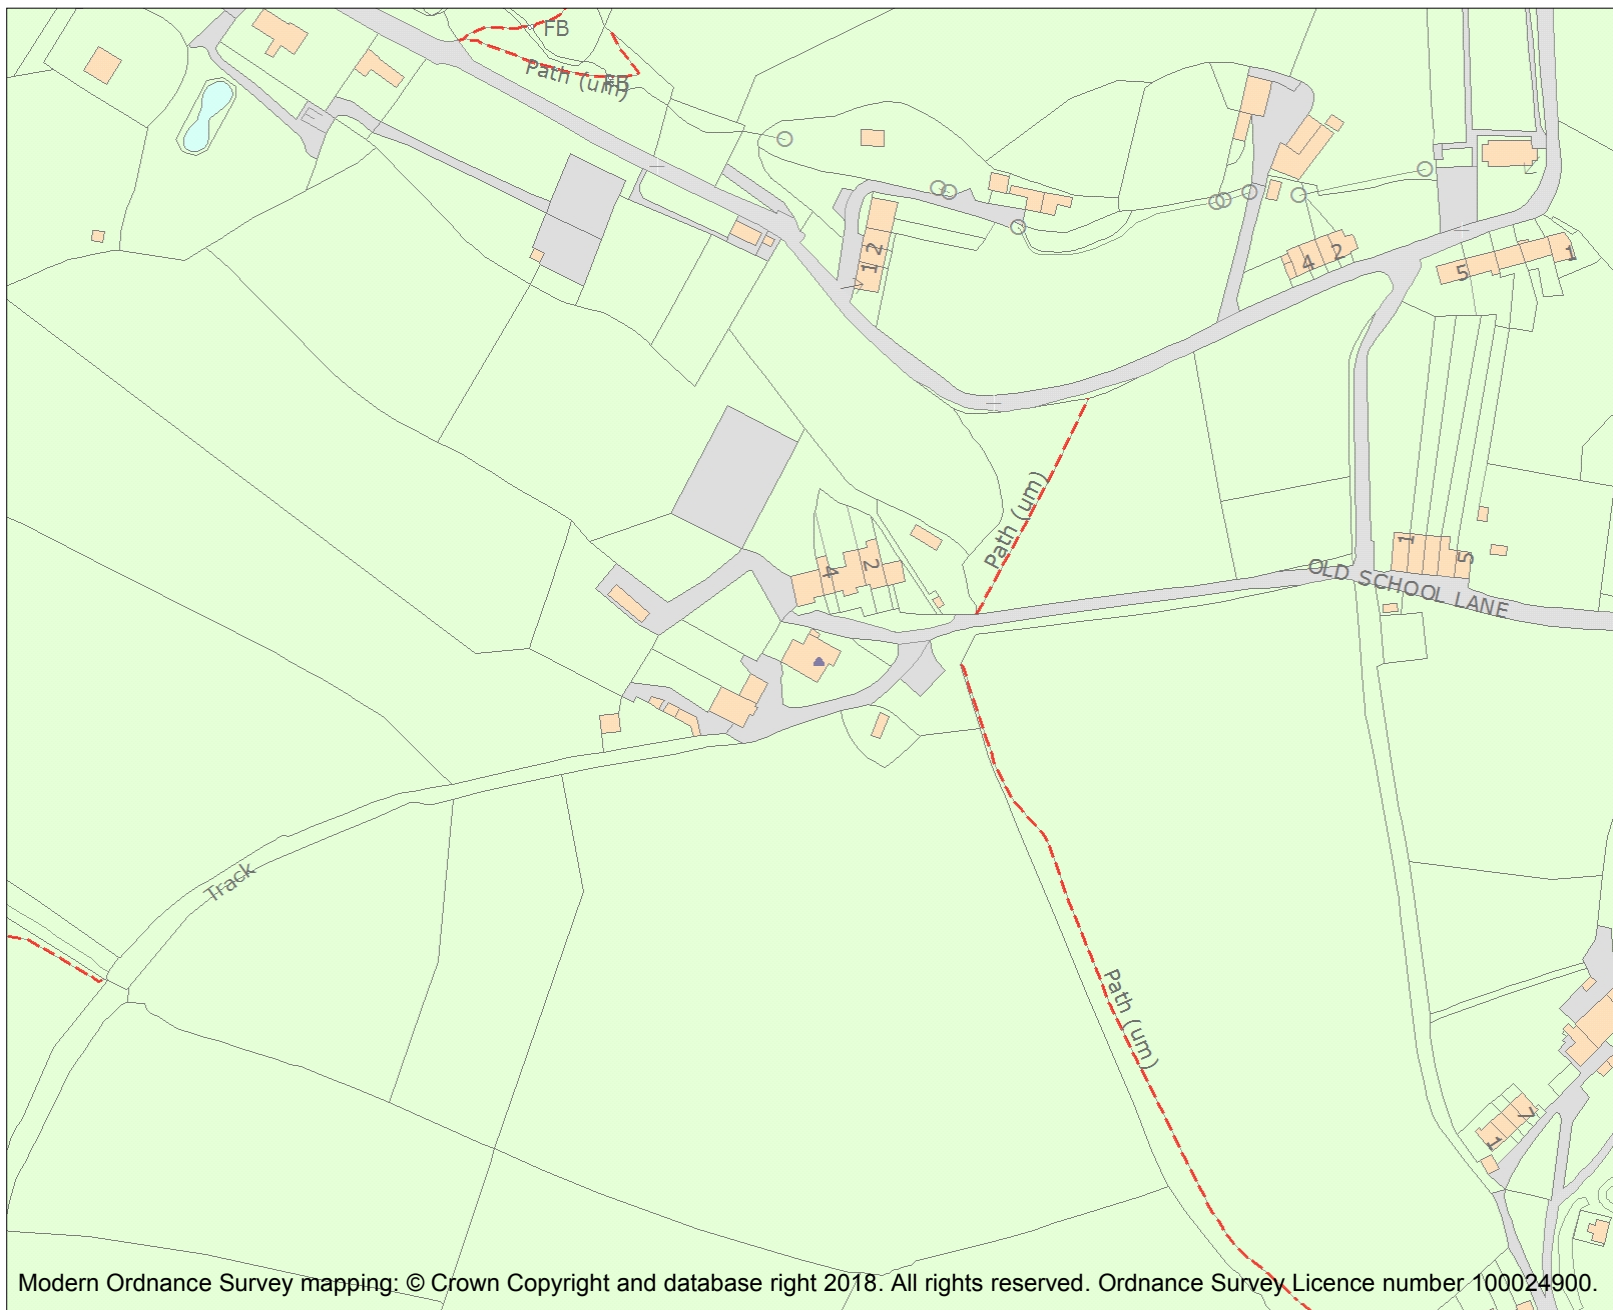 FB
Path (um)
FB
1 2
4 2
5 1
Path (um)
4 2
1 5
OLD SCHOOL LANE
Track
Path (um)
1 7
Modern Ordnance Survey mapping: © Crown Copyright and database right 2018. All rights reserved. Ordnance Survey Licence number 100024900.